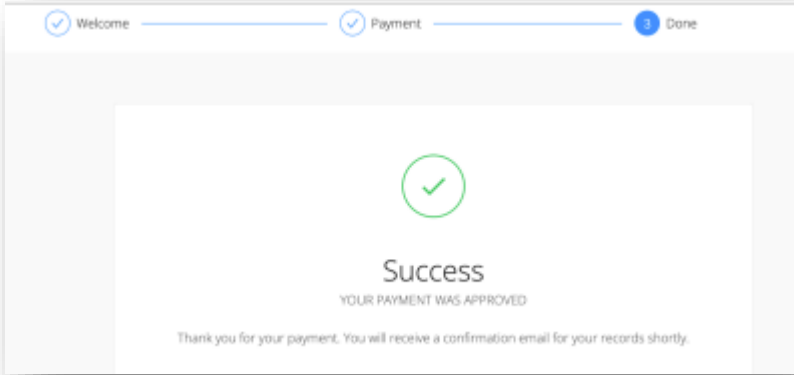 Welcome Payment 3 Done
Success
YOUR PAYMENT WAS APPROVED
Thank you for your payment. You will receive a confirmation email for your records shortly.